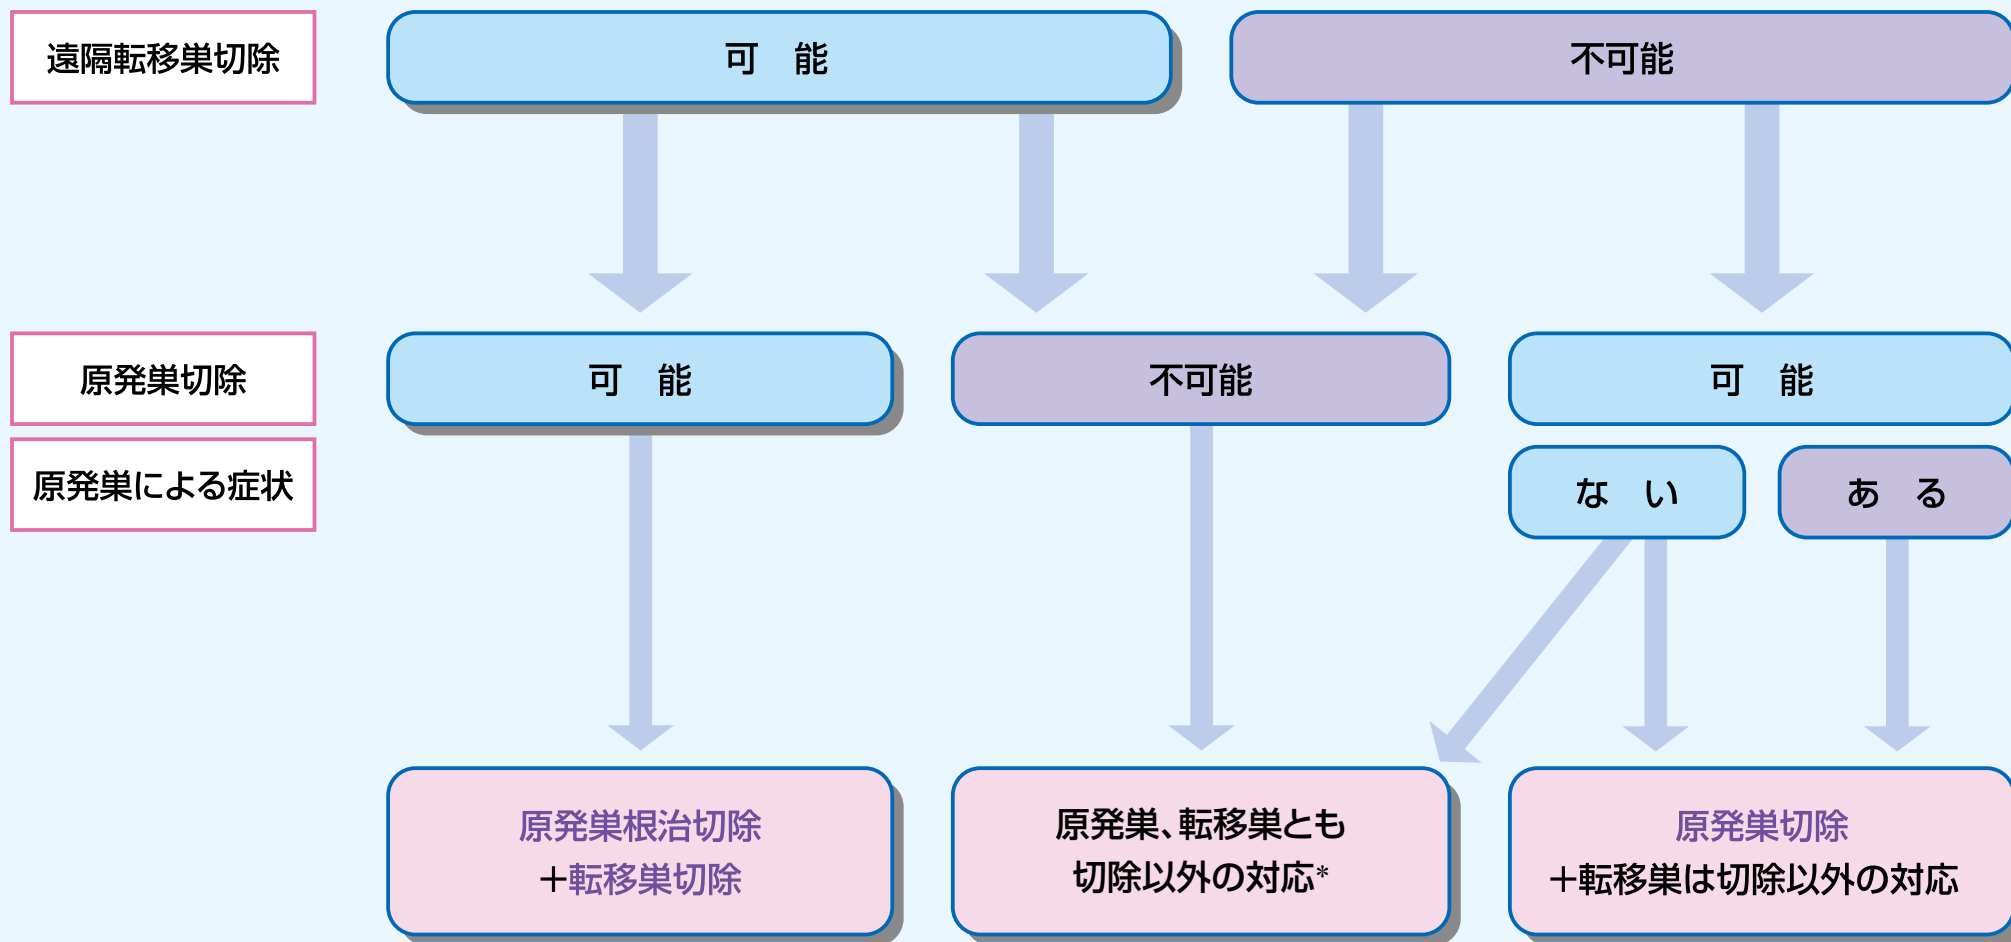 遠隔転移巣切除
可　能
不可能
原発巣切除
可　能
不可能
可　能
原発巣による症状
な　い
あ　る
原発巣根治切除
＋転移巣切除
原発巣、転移巣とも
切除以外の対応*
原発巣切除
＋転移巣は切除以外の対応